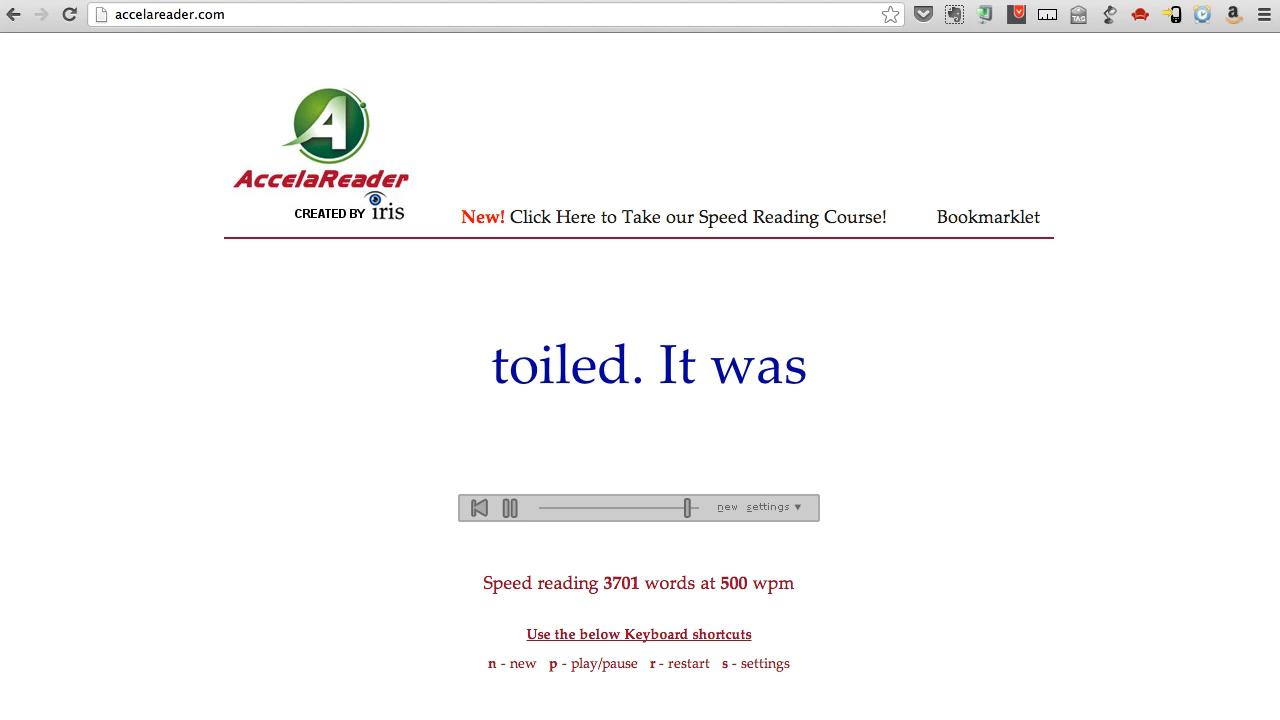 accelareader.com
TAG
A
AccelaReader
CREATED BY iris
New! Click Here to Take our Speed Reading Course! Bookmarklet
toiled. It was
new settings ▼
Speed reading 3701 words at 500 wpm
Use the below Keyboard shortcuts
n - new p - play/pause r - restart s - settings